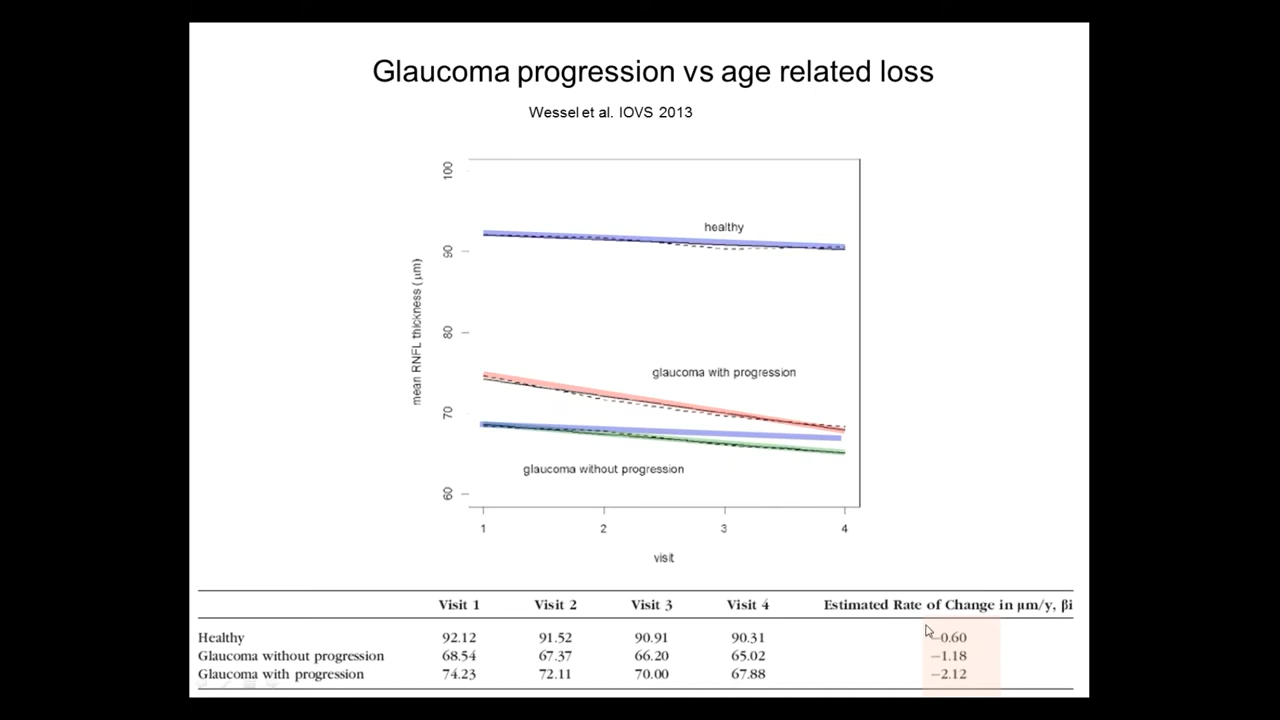 Glaucoma progression vs age related loss
Wessel et al. IOVS 2013
100
90
80
70
60
mean RNFL thickness (μm)
healthy
glaucoma with progression
glaucoma without progression
1 2 3 4
visit
Visit 1 Visit 2 Visit 3 Visit 4 Estimated Rate of Change in μm/y, βi
Healthy 92.12 91.52 90.91 90.31 −0.60
Glaucoma without progression 68.54 67.37 66.20 65.02 −1.18
Glaucoma with progression 74.23 72.11 70.00 67.88 −2.12